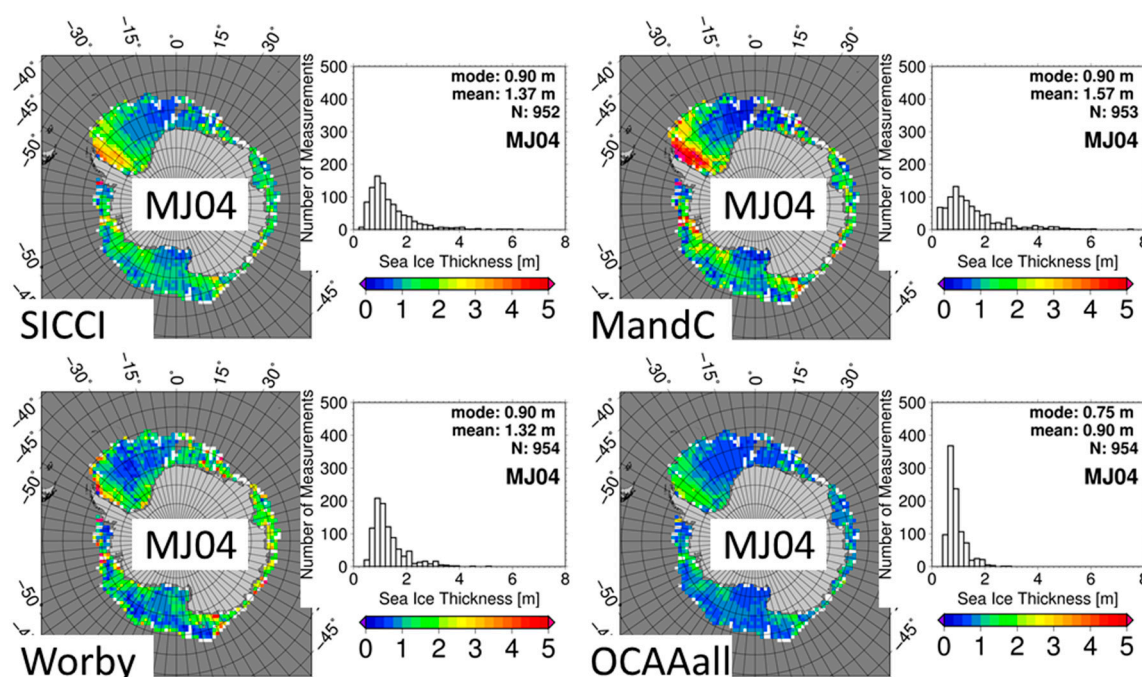 −30° −15° 0° 15° 30°
−40°
−45°
−50°
−50
−45°
MJ04
SICCI
500
400
300
200
100
0
Number of Measurements
mode: 0.90 m
mean: 1.37 m
N: 952
MJ04
0 2 4 6 8
Sea Ice Thickness [m]
0 1 2 3 4 5
−30° −15° 0° 15° 30°
−40°
−45°
−50°
−50
−45°
MJ04
MandC
500
400
300
200
100
0
Number of Measurements
mode: 0.90 m
mean: 1.57 m
N: 953
MJ04
0 2 4 6 8
Sea Ice Thickness [m]
0 1 2 3 4 5
−30° −15° 0° 15° 30°
−40°
−45°
−50°
−50
−45°
MJ04
Worby
500
400
300
200
100
0
Number of Measurements
mode: 0.90 m
mean: 1.32 m
N: 954
MJ04
0 2 4 6 8
Sea Ice Thickness [m]
0 1 2 3 4 5
−30° −15° 0° 15° 30°
−40°
−45°
−50°
−50
−45°
MJ04
OCAAall
500
400
300
200
100
0
Number of Measurements
mode: 0.75 m
mean: 0.90 m
N: 954
MJ04
0 2 4 6 8
Sea Ice Thickness [m]
0 1 2 3 4 5